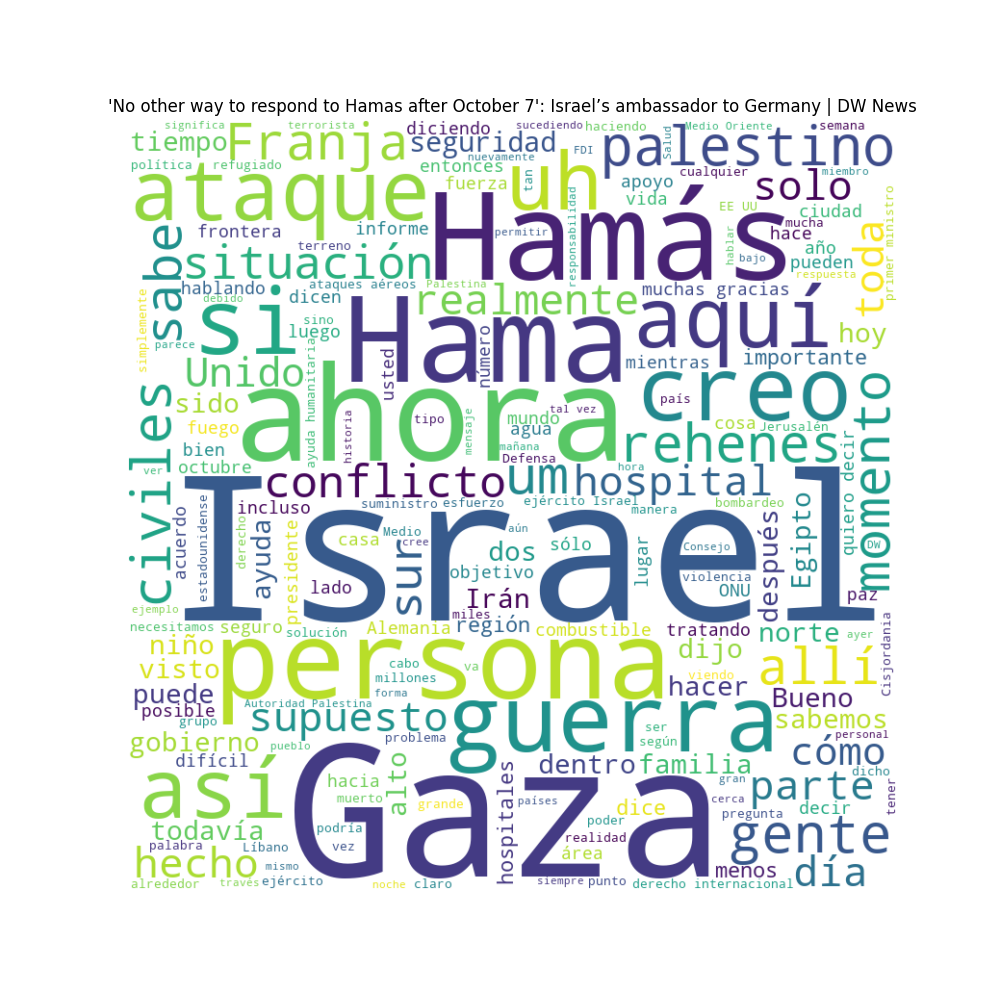 'No other way to respond to Hamas after October 7': Israel's ambassador to Germany | DW News
significa
terrorista
diciendo
sucediendo
haciendo
Medio Oriente
semana
tiempo
Franja
seguridad
nuevamente
FDI
Salud
palestino
política
refugiado
entonces
tan
cualquier
miembro
ataque
fuerza
uh
responsabilidad
apoyo
vida
solo
EE UU
ciudad
mucha
primer ministro
frontera
informe
Hamás
permitir
hablar
hace
toda
sabe
terreno
bajo
año
situación
pueden
respuesta
hablando
ataques aéreos
Palestina
muchas gracias
simplemente
debido
dicen
realmente
si
sino
luego
Hama
número
aquí
hoy
parece
ayuda humanitaria
usted
mientras
importante
Unido
civiles
sido
ahora
creo
país
fuego
historia
tipo
mensaje
mundo
tal vez
agua
cosa
Jerusalén
momento
bien
mañana
rehenes
quiero decir
octubre
Defensa
ver
conflicto
um
hora
hospital
acuerdo
estadounidense
incluso
suministro
esfuerzo
ejército Israel
manera
bombardeo
Israel
derecho
ayuda
presidente
casa
Medio
cree
sur
aún
dos
sólo
lugar
Consejo
después
Egipto
DW
objetivo
violencia
lado
Irán
ONU
paz
ejemplo
miles
necesitamos
seguro
solución
Alemania
región
combustible
tratando
norte
ayer
Cisjordania
niño
persona
dijo
visto
cabo
va
viendo
allí
millones
hacer
puede
forma
Bueno
posible
grupo
Autoridad Palestina
supuesto
guerra
ser
sabemos
gobierno
pueblo
problema
según
personal
difícil
dentro
familia
cómo
así
Gaza
hacia
alto
hospitales
gran
dicho
muerto
grande
países
dice
cerca
parte
tener
todavía
podría
poder
pregunta
decir
palabra
Líbano
vez
realidad
gente
hecho
mismo
área
menos
día
alrededor
través
ejército
noche
claro
siempre
punto
derecho internacional